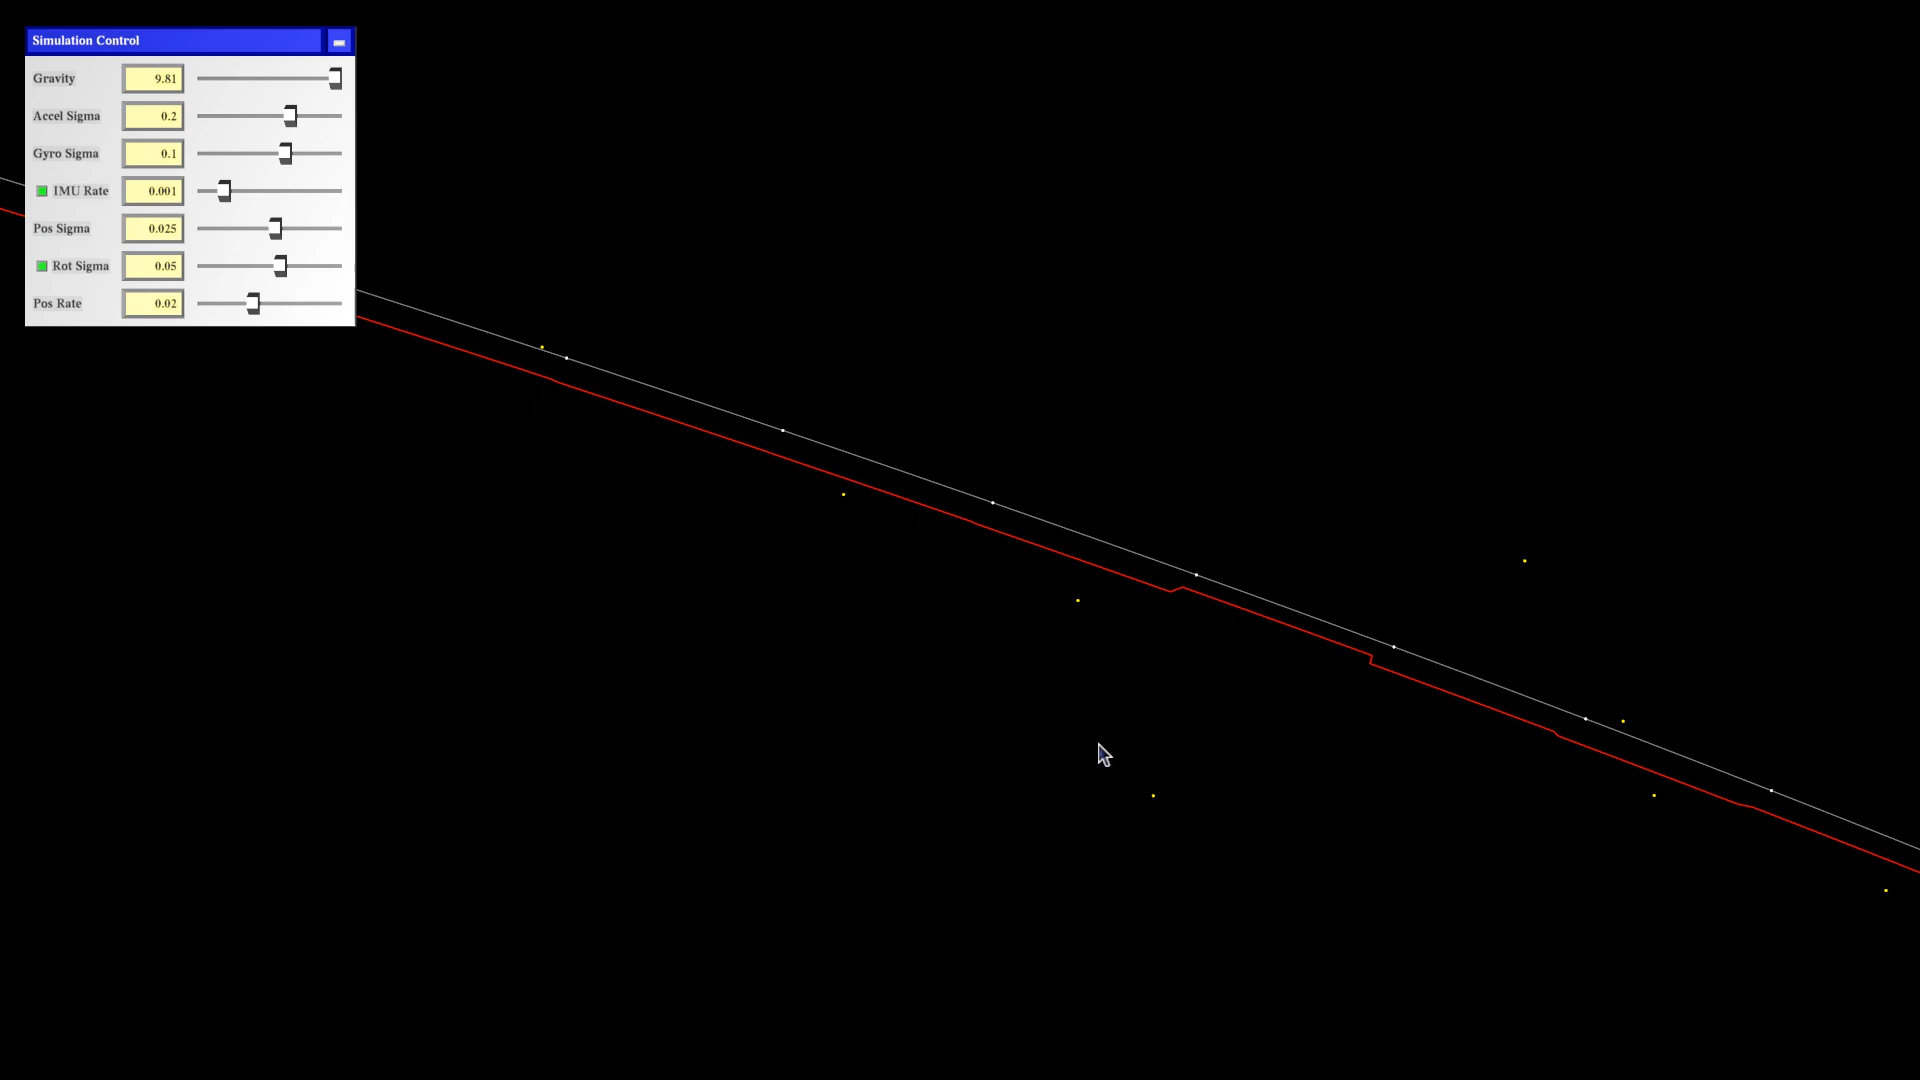 Simulation Control
Gravity 9.81
Accel Sigma 0.2
Gyro Sigma 0.1
IMU Rate 0.001
Pos Sigma 0.025
Rot Sigma 0.05
Pos Rate 0.02